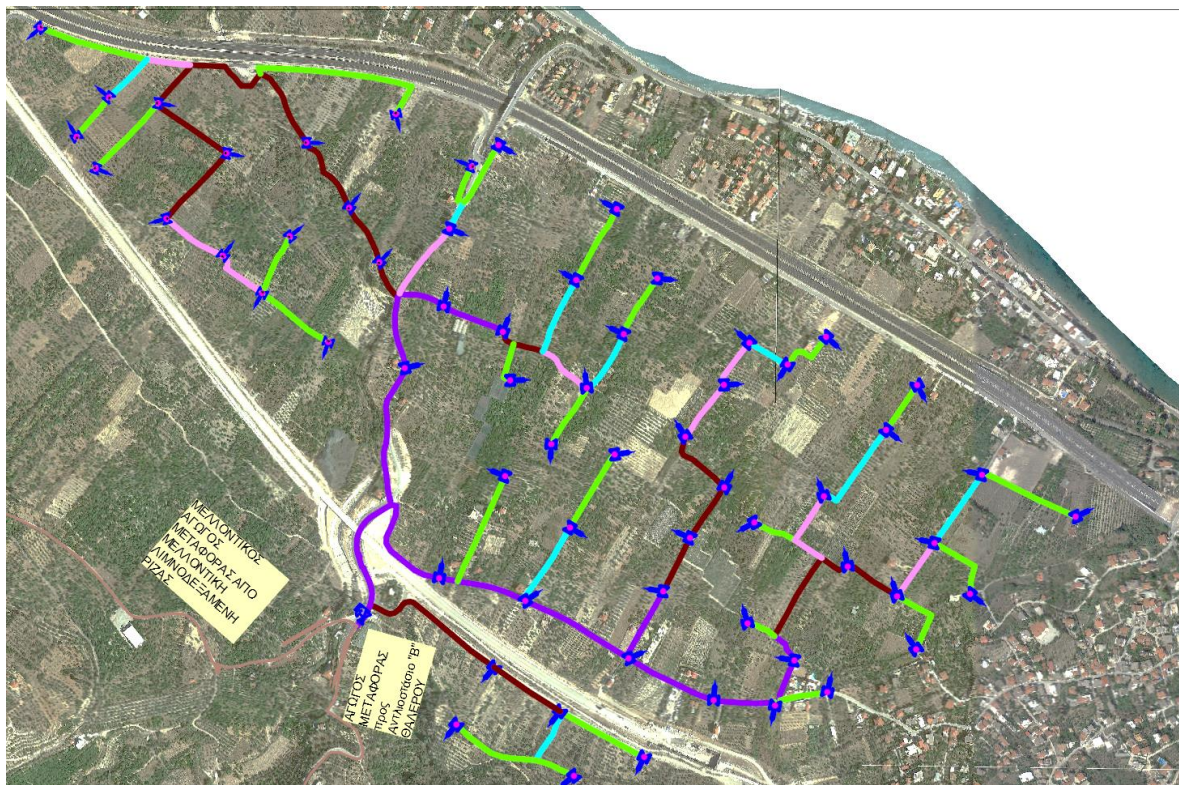 ΜΕΛΛΟΝΤΙΚΟΣ
ΑΓΩΓΟΣ
ΜΕΤΑΦΟΡΑΣ ΑΠΟ
ΜΕΛΛΟΝΤΙΚΗ
ΛΙΜΝΟΔΕΞΑΜΕΝΗ
ΡΙΖΑΣ
ΑΓΩΓΟΣ
ΜΕΤΑΦΟΡΑΣ
προς
Αντλιοστάσιο "Β"
ΘΑΛΕΡΟΥ